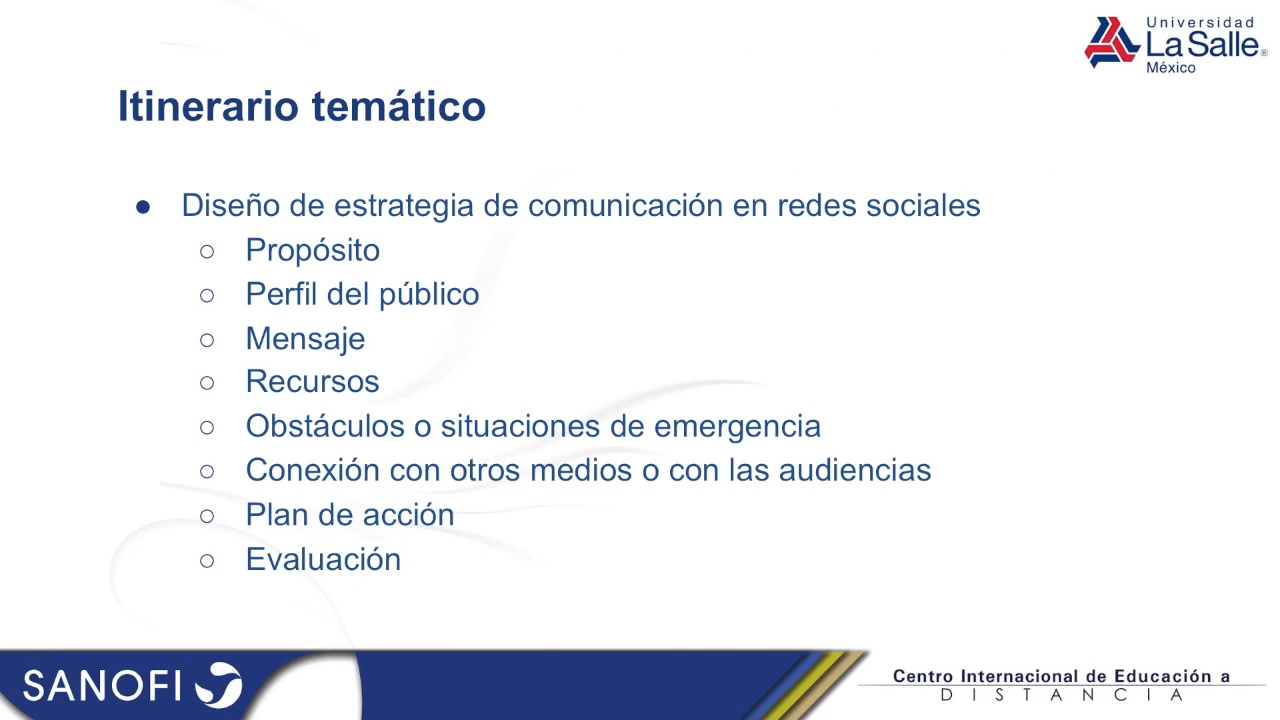 Universidad
La Salle®
México
Itinerario temático
● Diseño de estrategia de comunicación en redes sociales
○ Propósito
○ Perfil del público
○ Mensaje
○ Recursos
○ Obstáculos o situaciones de emergencia
○ Conexión con otros medios o con las audiencias
○ Plan de acción
○ Evaluación
SANOFI
Centro Internacional de Educación a
DISTANCIA